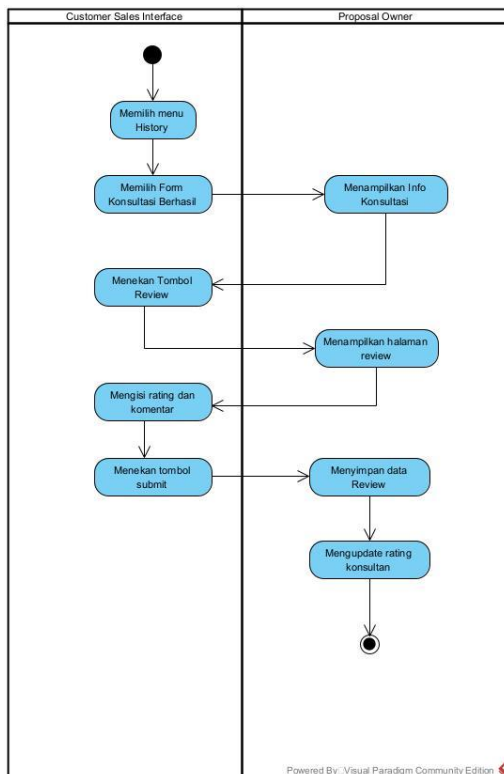 Customer Sales Interface
Proposal Owner
Memilih menu
History
Memilih Form
Konsultasi Berhasil
Menampilkan Info
Konsultasi
Menekan Tombol
Review
Menampilkan halaman
review
Mengisi rating dan
komentar
Menekan tombol
submit
Menyimpan data
Review
Mengupdate rating
konsultan
Powered By Visual Paradigm Community Edition